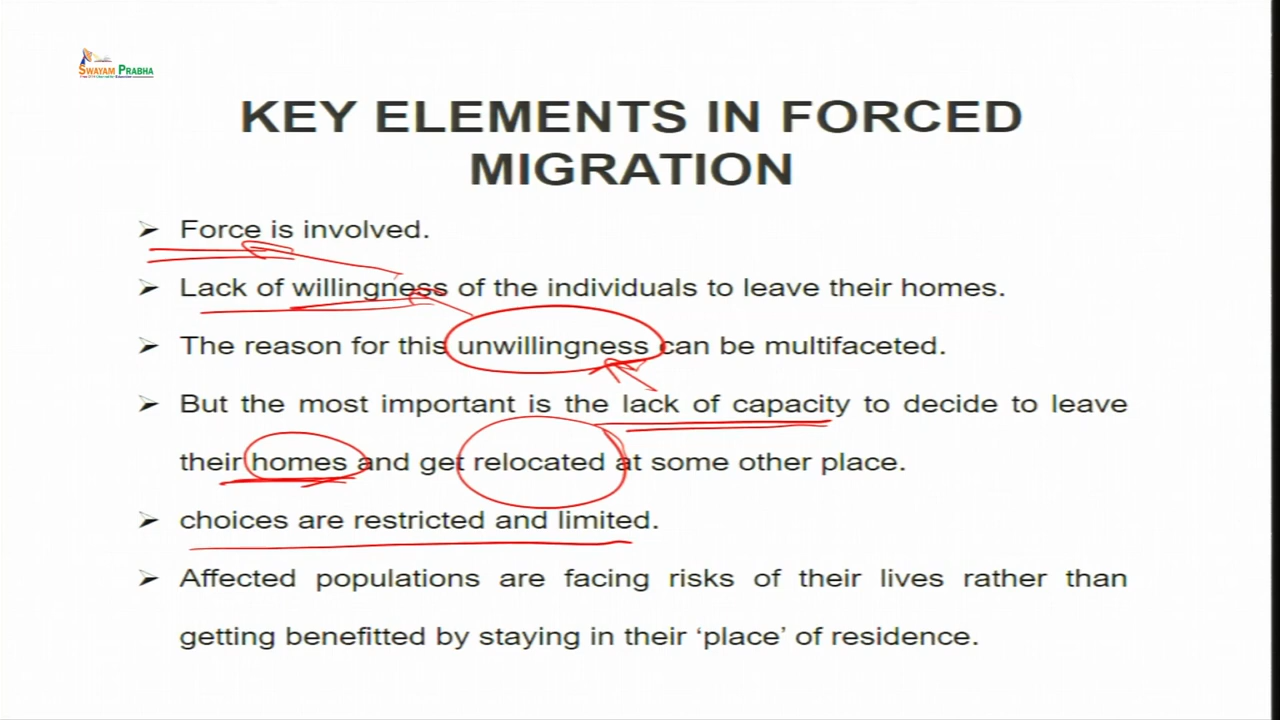 SWAYAM PRABHA
KEY ELEMENTS IN FORCED
MIGRATION
➤ Force is involved.
➤ Lack of willingness of the individuals to leave their homes.
➤ The reason for this unwillingness can be multifaceted.
➤ But the most important is the lack of capacity to decide to leave
their homes and get relocated at some other place.
➤ choices are restricted and limited.
➤ Affected populations are facing risks of their lives rather than
getting benefitted by staying in their ‘place’ of residence.